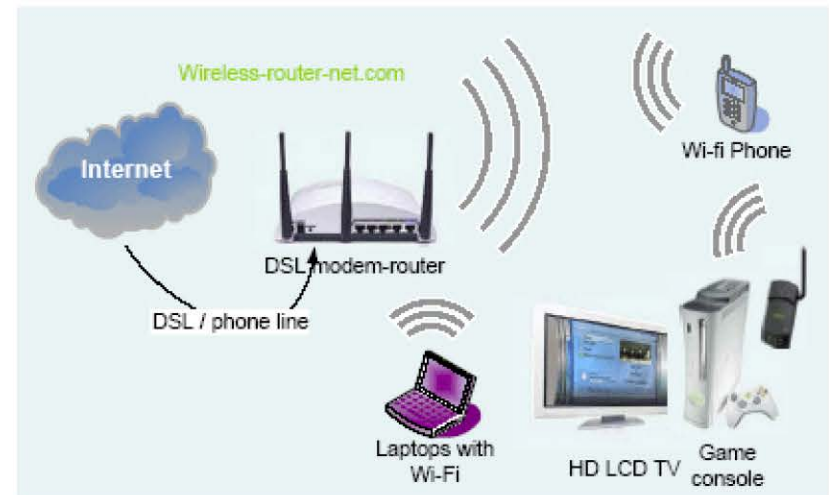 Wireless-router-net.com
Internet
DSL modem-router
DSL / phone line
Wi-fi Phone
Laptops with
Wi-Fi
HD LCD TV
Game
console